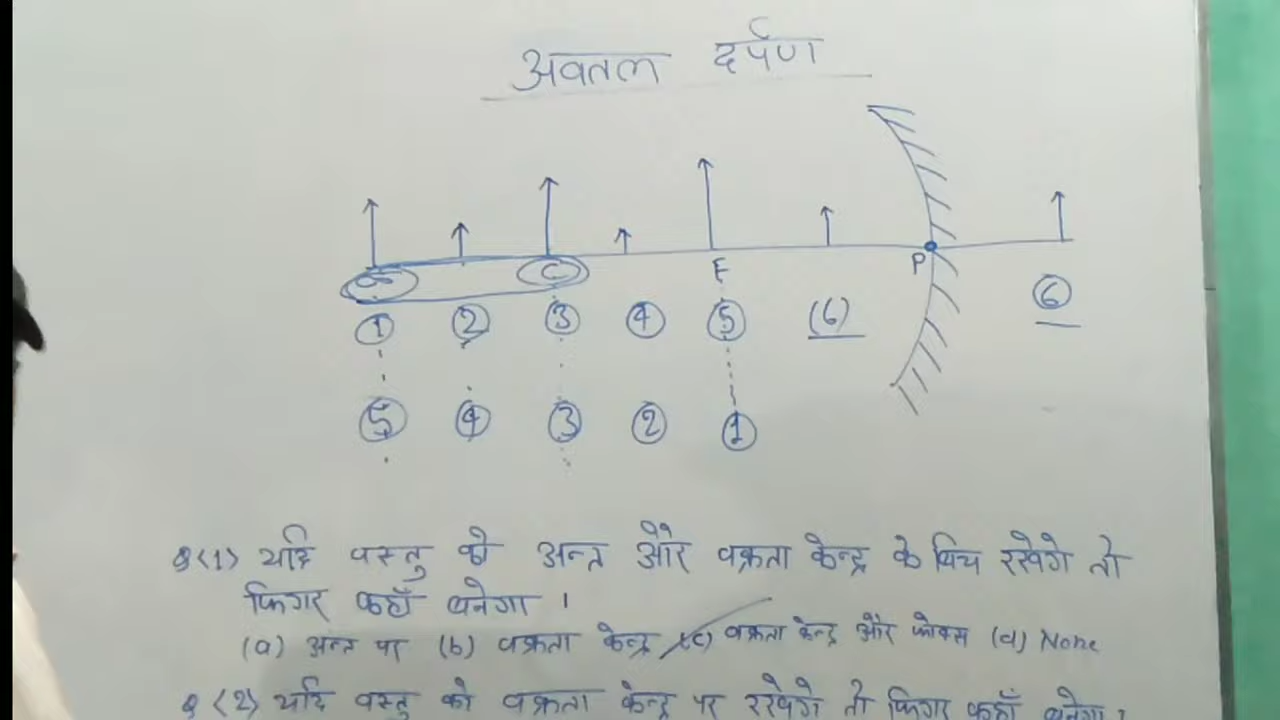 अवतल दर्पण
C F P
① ② ③ ④ ⑤ (6) ⑥
⑤ ④ ③ ② ①
Q(1) यदि वस्तु को अन्नत और वक्रता केन्द्र के बिच रखेगे तो
फिगर कहाँ बनेगा ।
(a) अन्नत पर (b) वक्रता केन्द्र (c) वक्रता केन्द्र और फोकस (d) None
Q (2) यदि वस्तु को वक्रता केन्द्र पर रखेगे तो फिगर कहाँ बनेगा ?